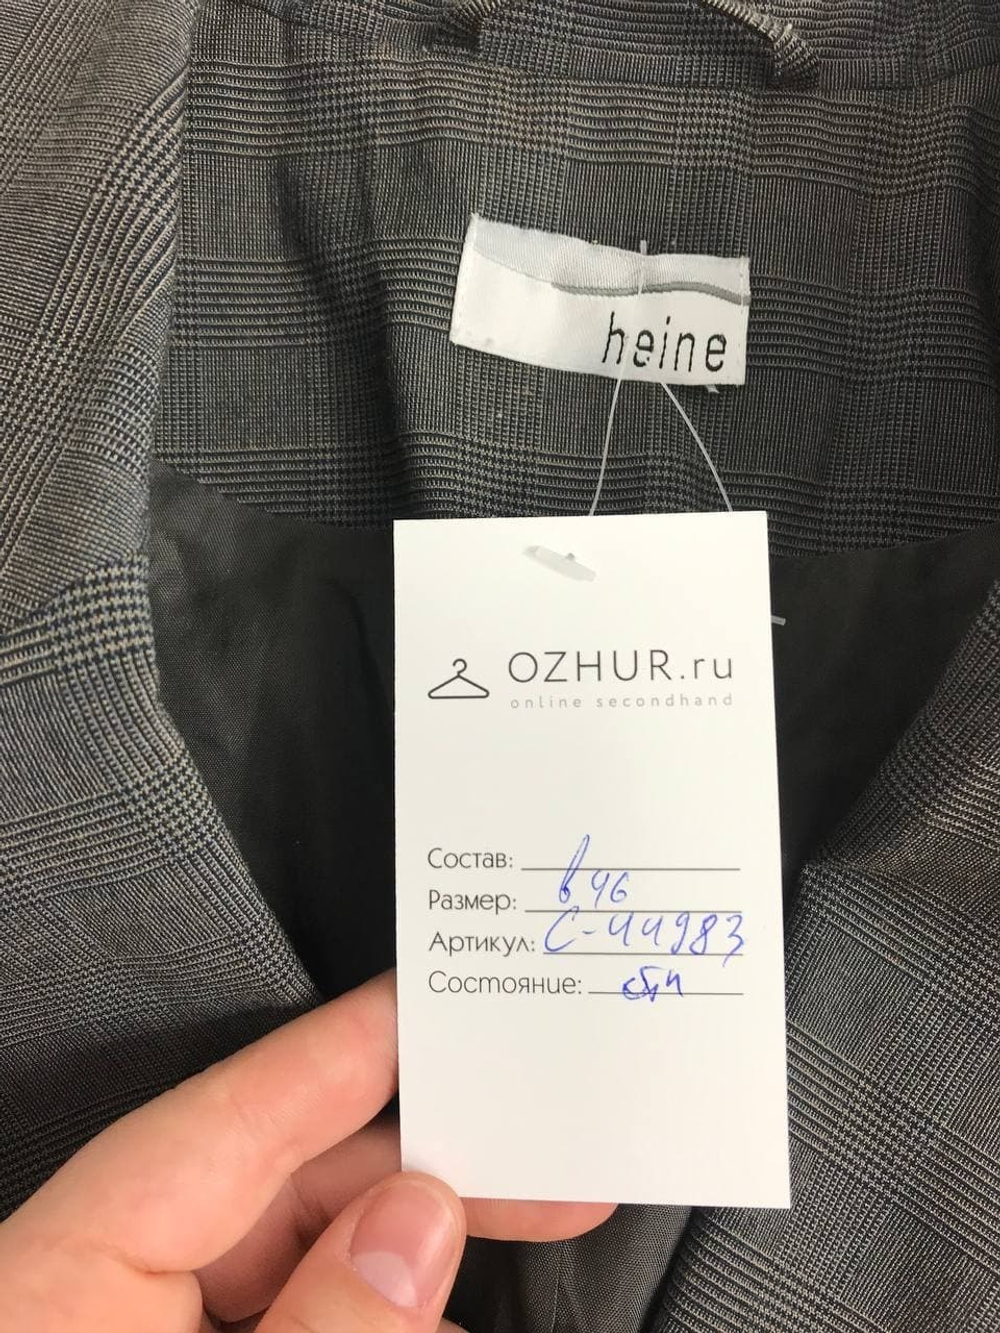 heine
OZHUR.ru
online secondhand
Состав:
Размер: в 46
Артикул: С-44983
Состояние: